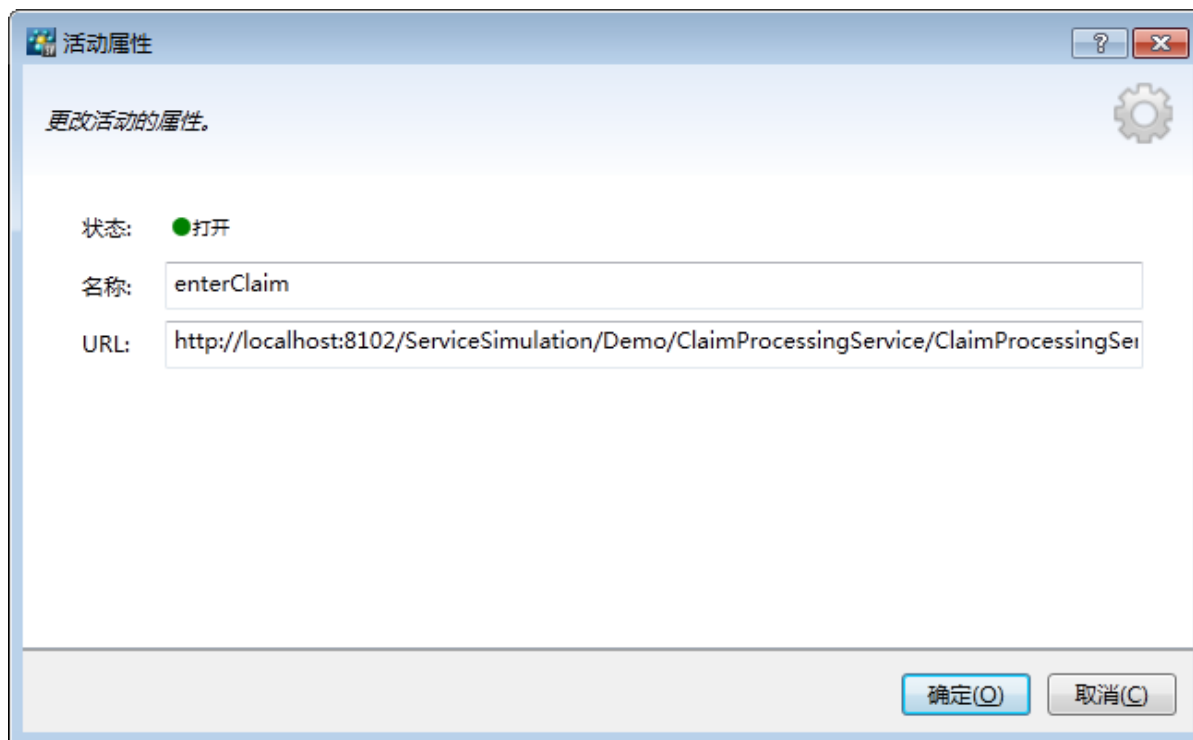 活动属性
更改活动的属性。
状态: 打开
名称: enterClaim
URL: http://localhost:8102/ServiceSimulation/Demo/ClaimProcessingService/ClaimProcessingSer
确定(O) 取消(C)